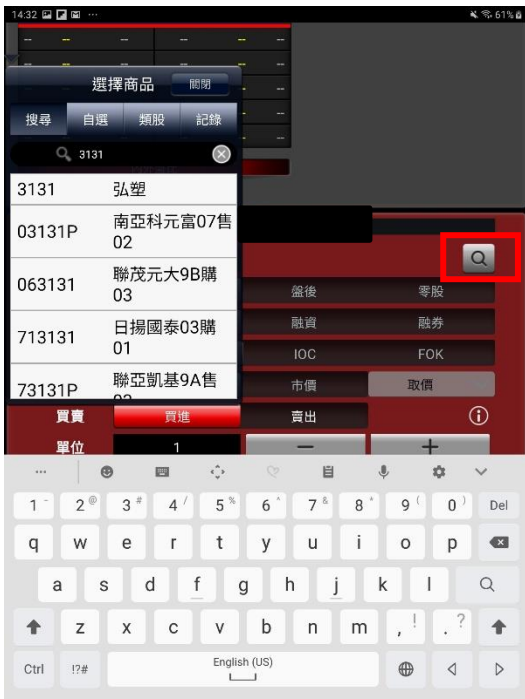 14:32 ... 61%
-- -- -- -- -- --
-- -- -- -- -- --
選擇商品 關閉 --
搜尋 自選 類股 記錄 --
3131
3131 弘塑
03131P 南亞科元富07售
02
063131 聯茂元大9B購
03 盤後 零股
713131 日揚國泰03購 融資 融券
01 IOC FOK
73131P 聯亞凱基9A售 市價 取價
買賣 買進 賣出
單位 1 － ＋
...
1 - 2 @ 3 # 4 / 5 % 6 ^ 7 & 8 * 9 ( 0 ) Del
q w e r t y u i o p
a s d f g h j k l
z x c v b n m , ! . ?
Ctrl !?# English (US)